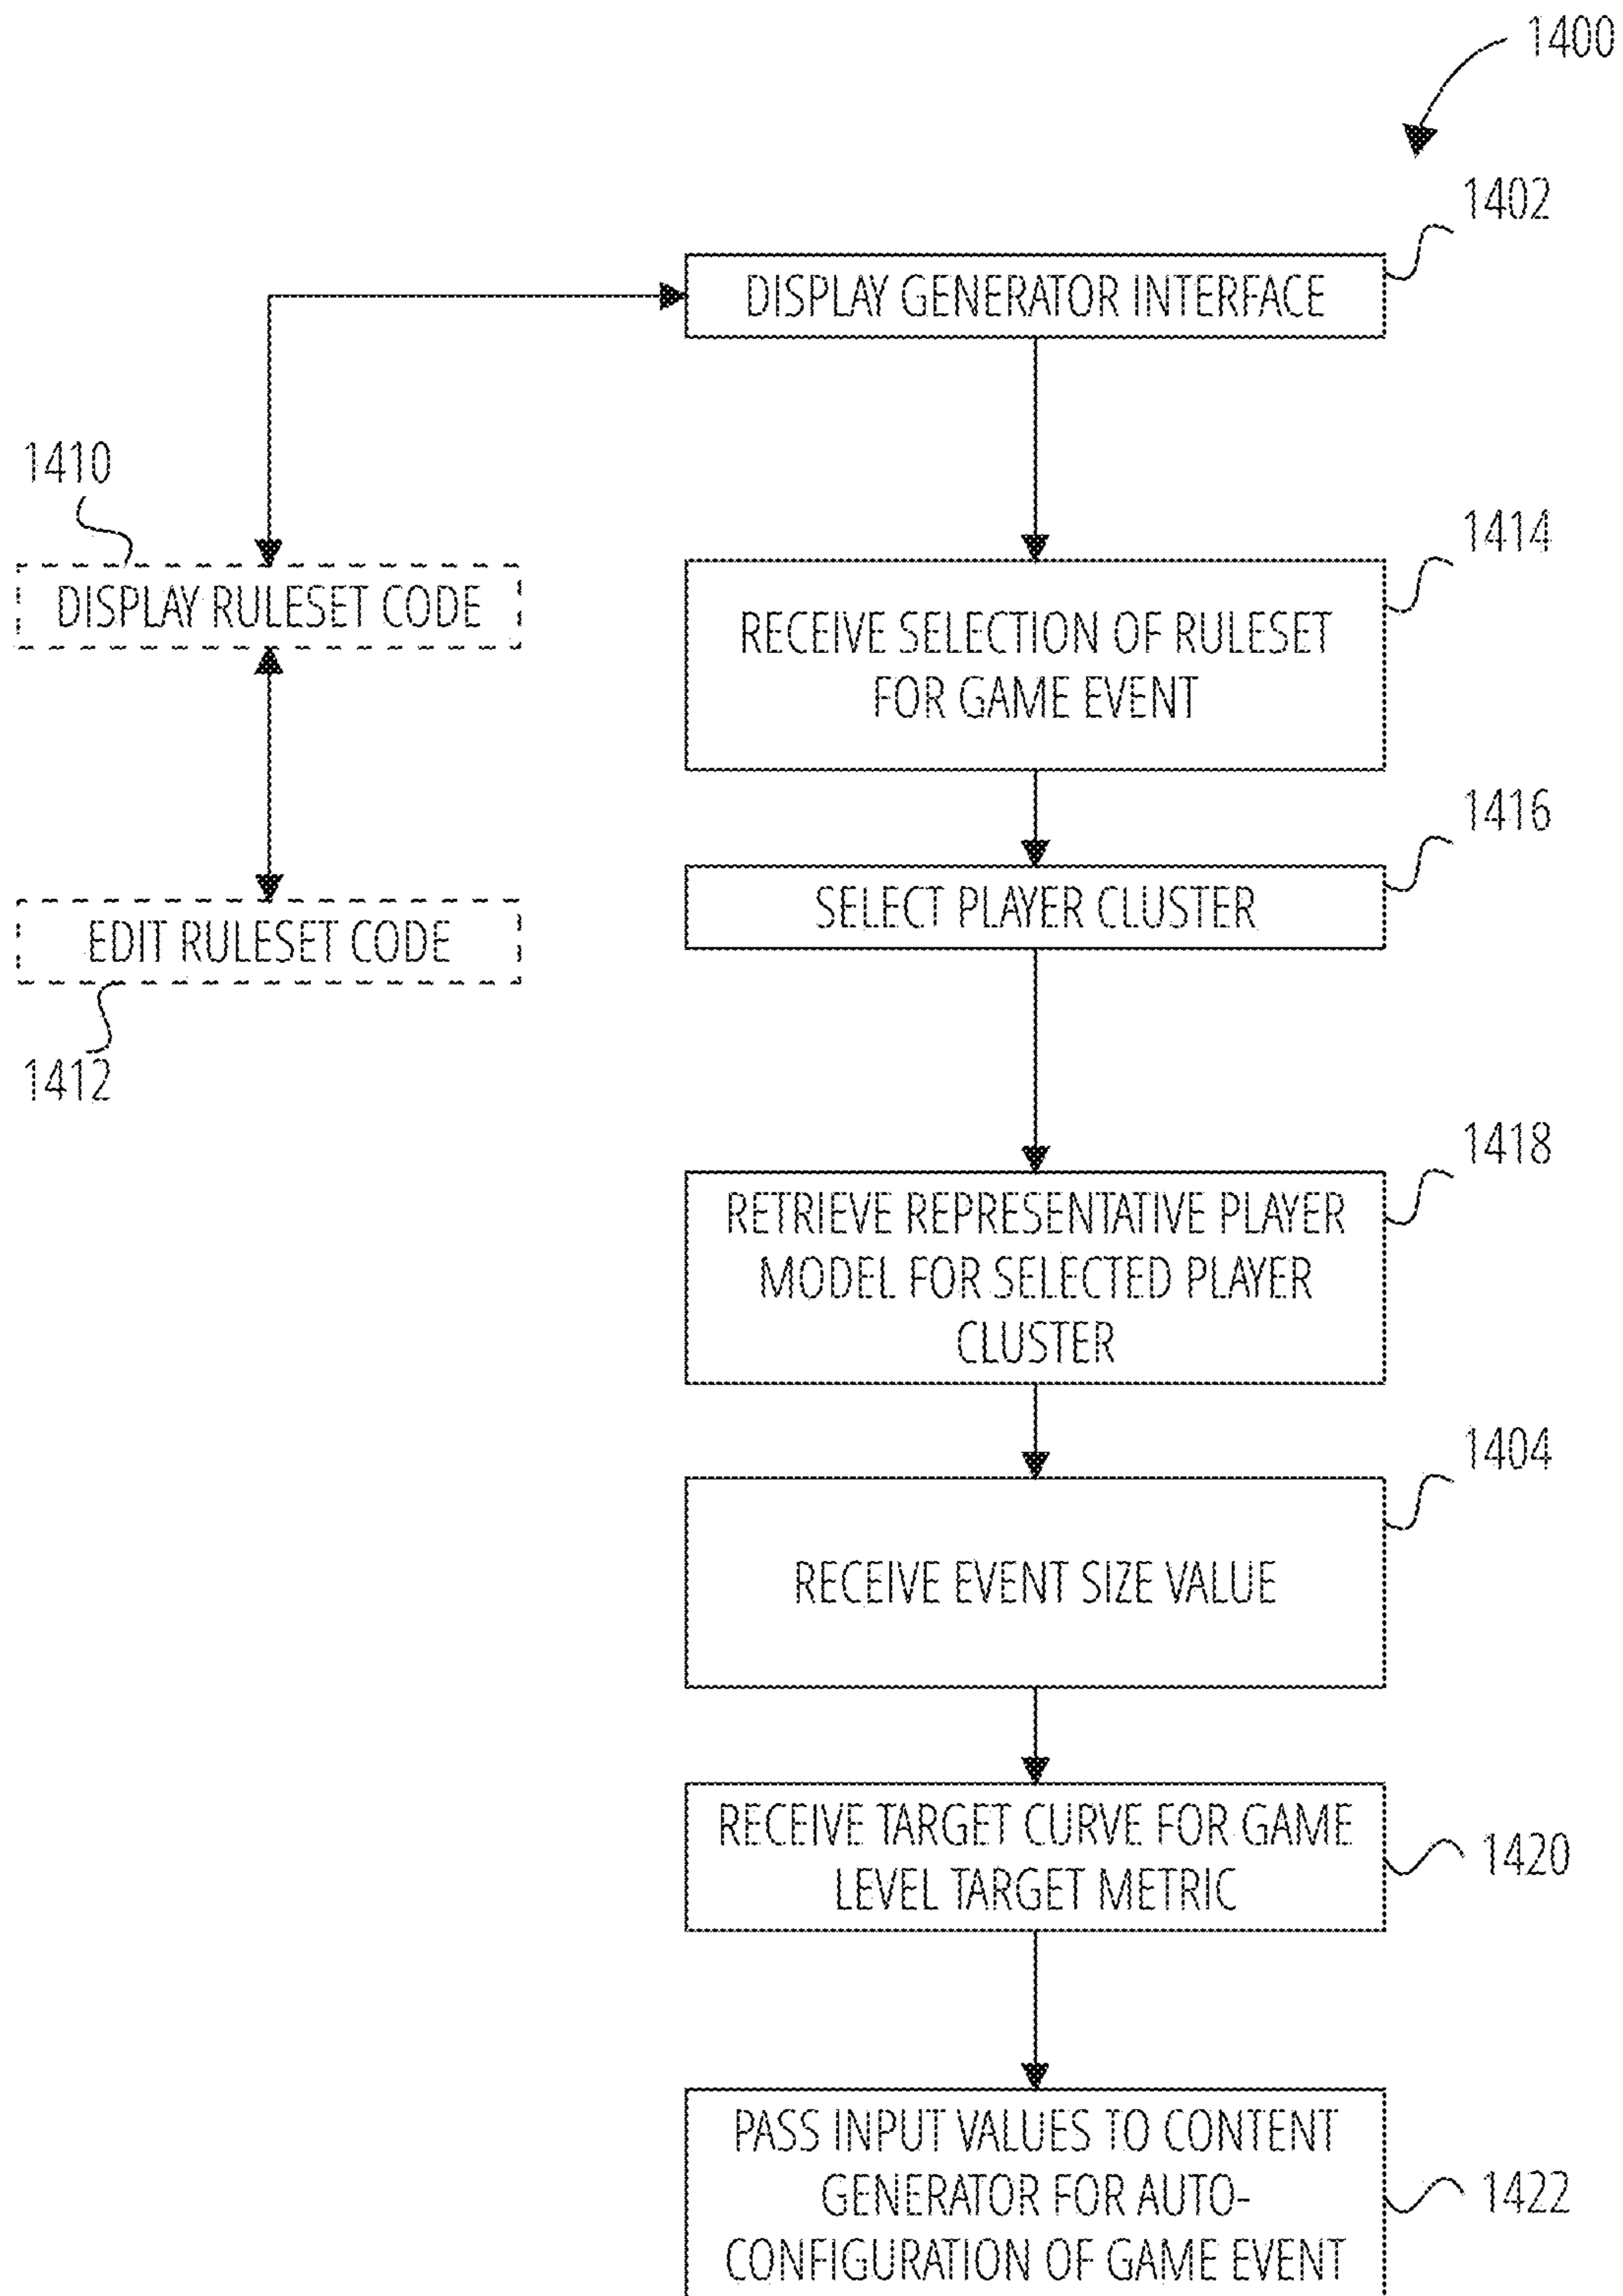 1400
1402
DISPLAY GENERATOR INTERFACE
1410
DISPLAY RULESET CODE
1414
RECEIVE SELECTION OF RULESET
FOR GAME EVENT
1416
SELECT PLAYER CLUSTER
EDIT RULESET CODE
1412
1418
RETRIEVE REPRESENTATIVE PLAYER
MODEL FOR SELECTED PLAYER
CLUSTER
1404
RECEIVE EVENT SIZE VALUE
RECEIVE TARGET CURVE FOR GAME
LEVEL TARGET METRIC
1420
PASS INPUT VALUES TO CONTENT
GENERATOR FOR AUTO-
CONFIGURATION OF GAME EVENT
1422